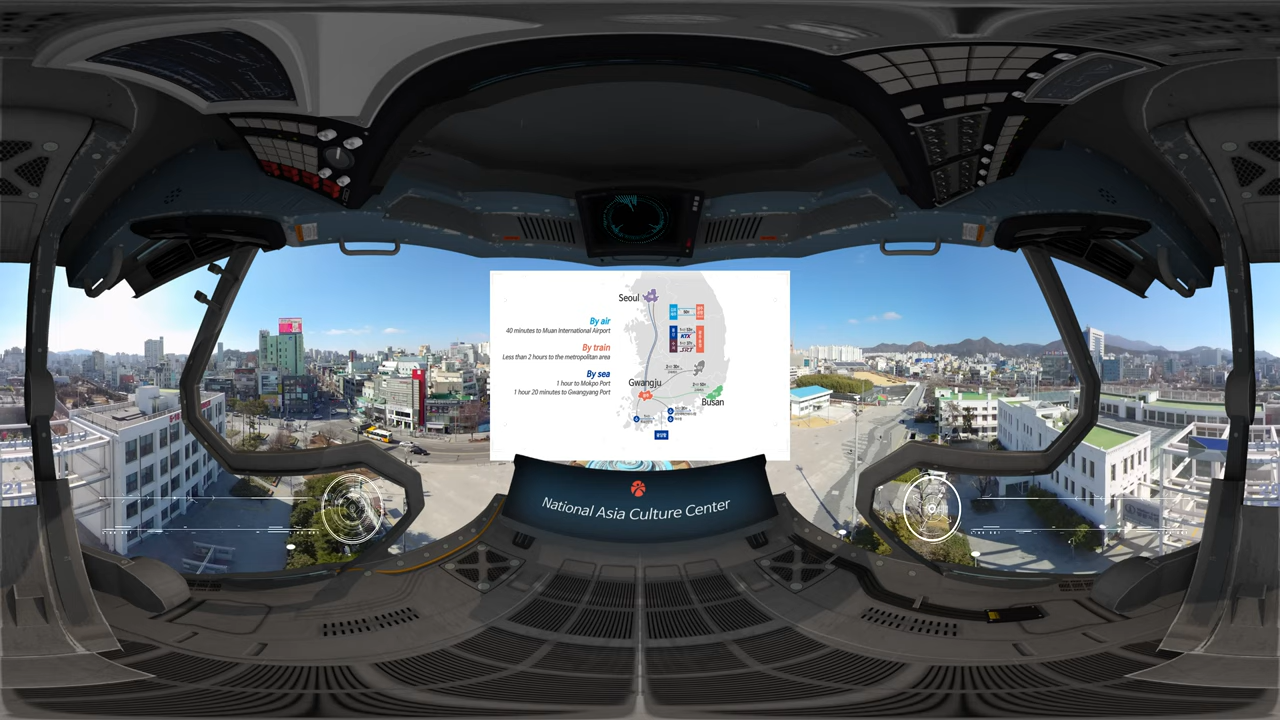 Seoul
By air
40 minutes to Muan International Airport
By train
Less than 2 hours to the metropolitan area
KTX
SRT
By sea
1 hour to Mokpo Port
1 hour 20 minutes to Gwangyang Port
Gwangju
Busan
National Asia Culture Center